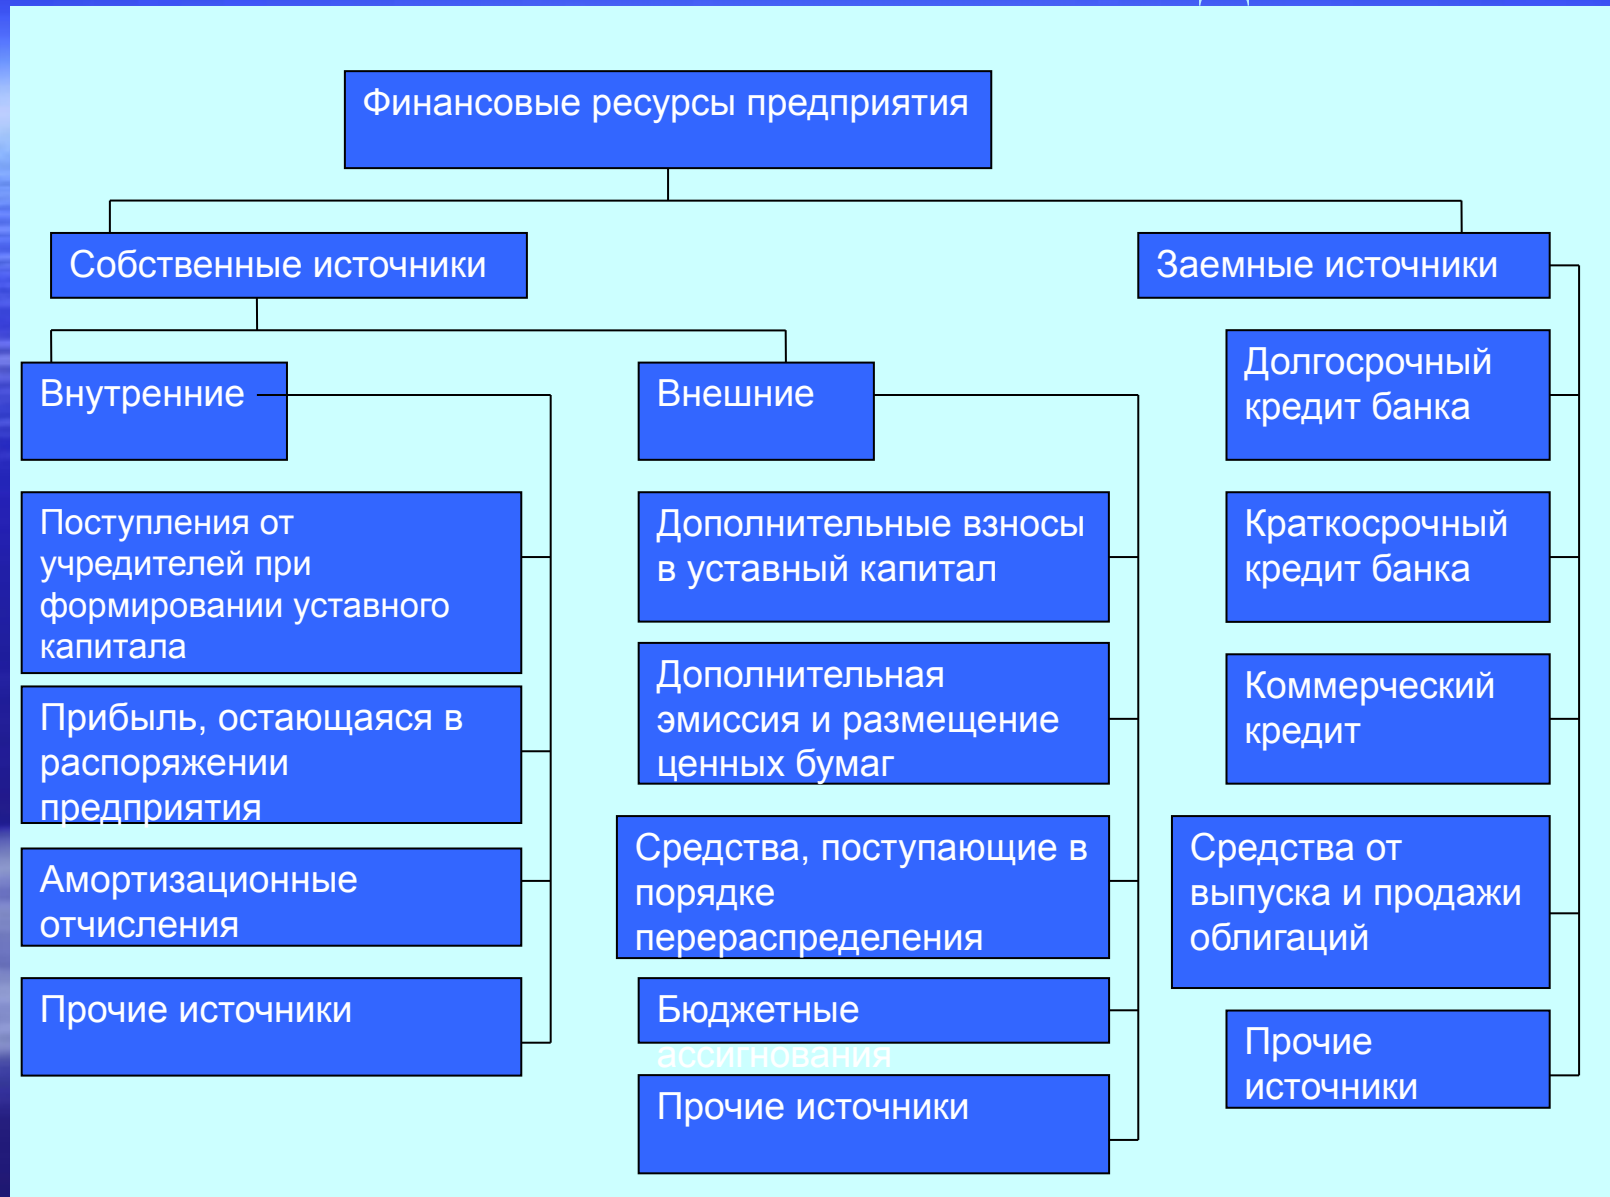 Финансовые ресурсы предприятия
Собственные источники
Заемные источники
Внутренние
Внешние
Долгосрочный
кредит банка
Поступления от
учредителей при
формировании уставного
капитала
Дополнительные взносы
в уставный капитал
Краткосрочный
кредит банка
Прибыль, остающаяся в
распоряжении
предприятия
Дополнительная
эмиссия и размещение
ценных бумаг
Коммерческий
кредит
Амортизационные
отчисления
Средства, поступающие в
порядке
перераспределения
Средства от
выпуска и продажи
облигаций
Прочие источники
Бюджетные
ассигнования
Прочие
источники
Прочие источники